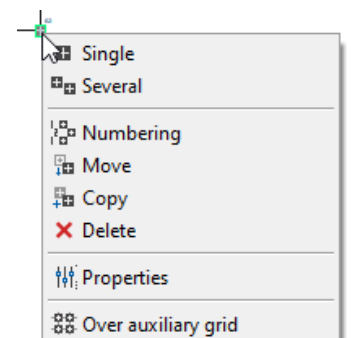 Single
Several
Numbering
Move
Copy
Delete
Properties
Over auxiliary grid